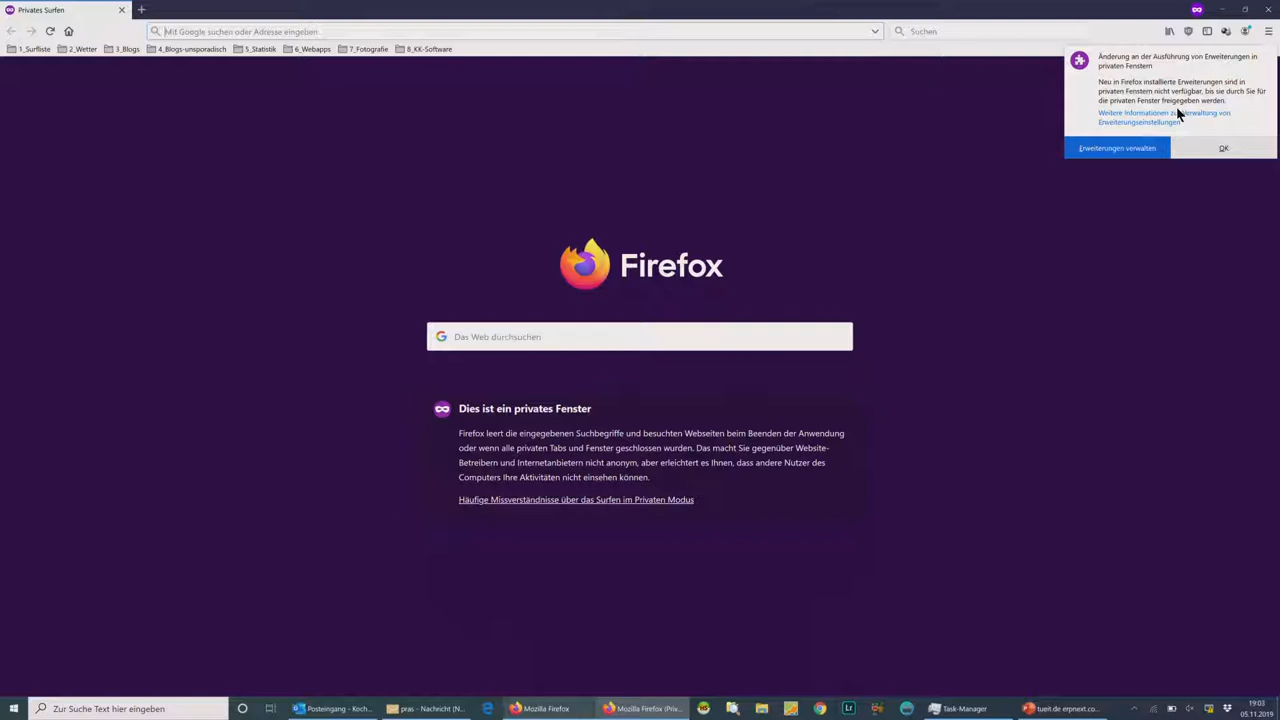 Privates Surfen
Mit Google suchen oder Adresse eingeben
Suchen
1_Surfliste 2_Wetter 3_Blogs 4_Blogs-unsporadisch 5_Statistik 6_Webapps 7_Fotografie 8_KK-Software
Änderung an der Ausführung von Erweiterungen in
privaten Fenstern
Neu in Firefox installierte Erweiterungen sind in
privaten Fenstern nicht verfügbar, bis sie durch Sie für
die privaten Fenster freigegeben werden.
Weitere Informationen zur Verwaltung von
Erweiterungseinstellungen
Erweiterungen verwalten
OK
Firefox
Das Web durchsuchen
Dies ist ein privates Fenster
Firefox leert die eingegebenen Suchbegriffe und besuchten Webseiten beim Beenden der Anwendung
oder wenn alle privaten Tabs und Fenster geschlossen wurden. Das macht Sie gegenüber Website-
Betreibern und Internetanbietern nicht anonym, aber erleichtert es Ihnen, dass andere Nutzer des
Computers Ihre Aktivitäten nicht einsehen können.
Häufige Missverständnisse über das Surfen im Privaten Modus
Zur Suche Text hier eingeben
Posteingang - Koch...
pras - Nachricht (N...
Mozilla Firefox
Mozilla Firefox (Priv...
Lr
Task-Manager
tueit.de erpnext.co...
19:03
05.11.2019